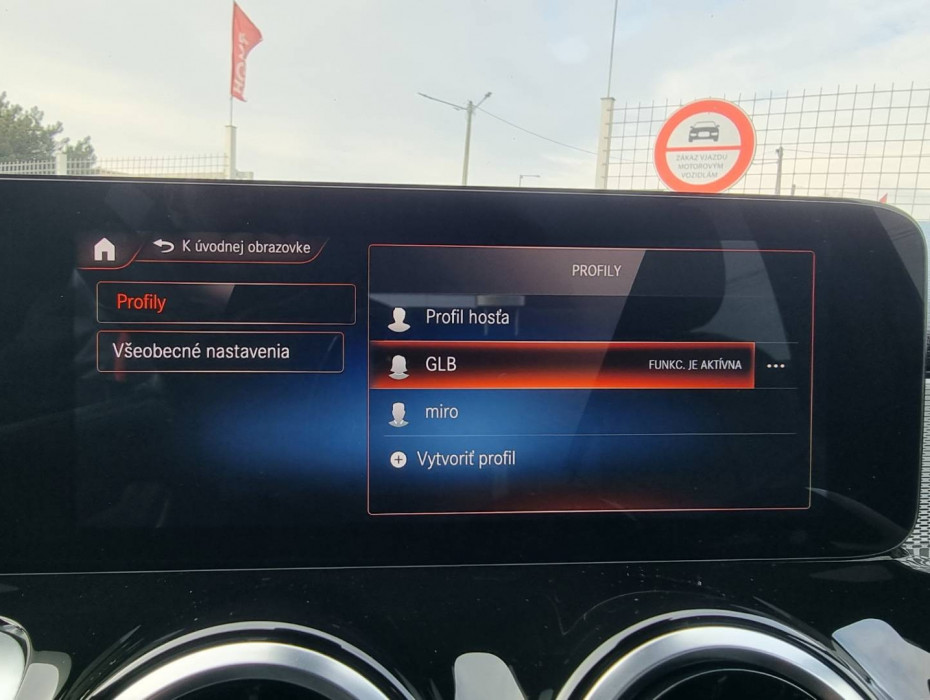 ZÁKAZ VJAZDU
MOTOROVÝM
VOZIDLÁM
K úvodnej obrazovke
Profily
Všeobecné nastavenia
PROFILY
Profil hosťa
GLB
FUNKC. JE AKTÍVNA
miro
Vytvoriť profil